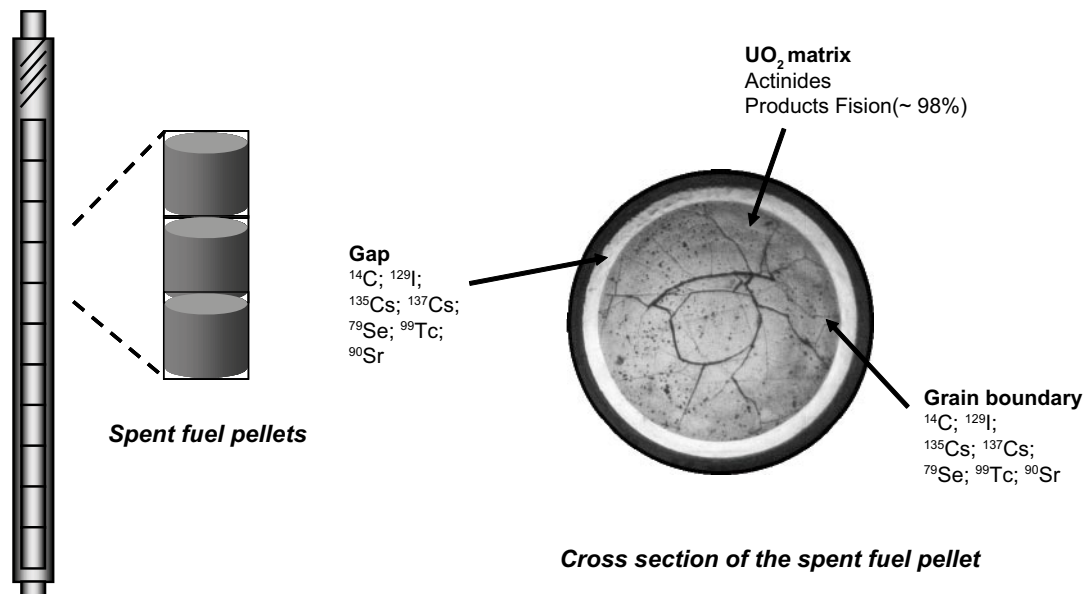 UO₂ matrix
Actinides
Products Fision(~ 98%)
Gap
¹⁴C; ¹²⁹I;
¹³⁵Cs; ¹³⁷Cs;
⁷⁹Se; ⁹⁹Tc;
⁹⁰Sr
Spent fuel pellets
Grain boundary
¹⁴C; ¹²⁹I;
¹³⁵Cs; ¹³⁷Cs;
⁷⁹Se; ⁹⁹Tc; ⁹⁰Sr
Cross section of the spent fuel pellet